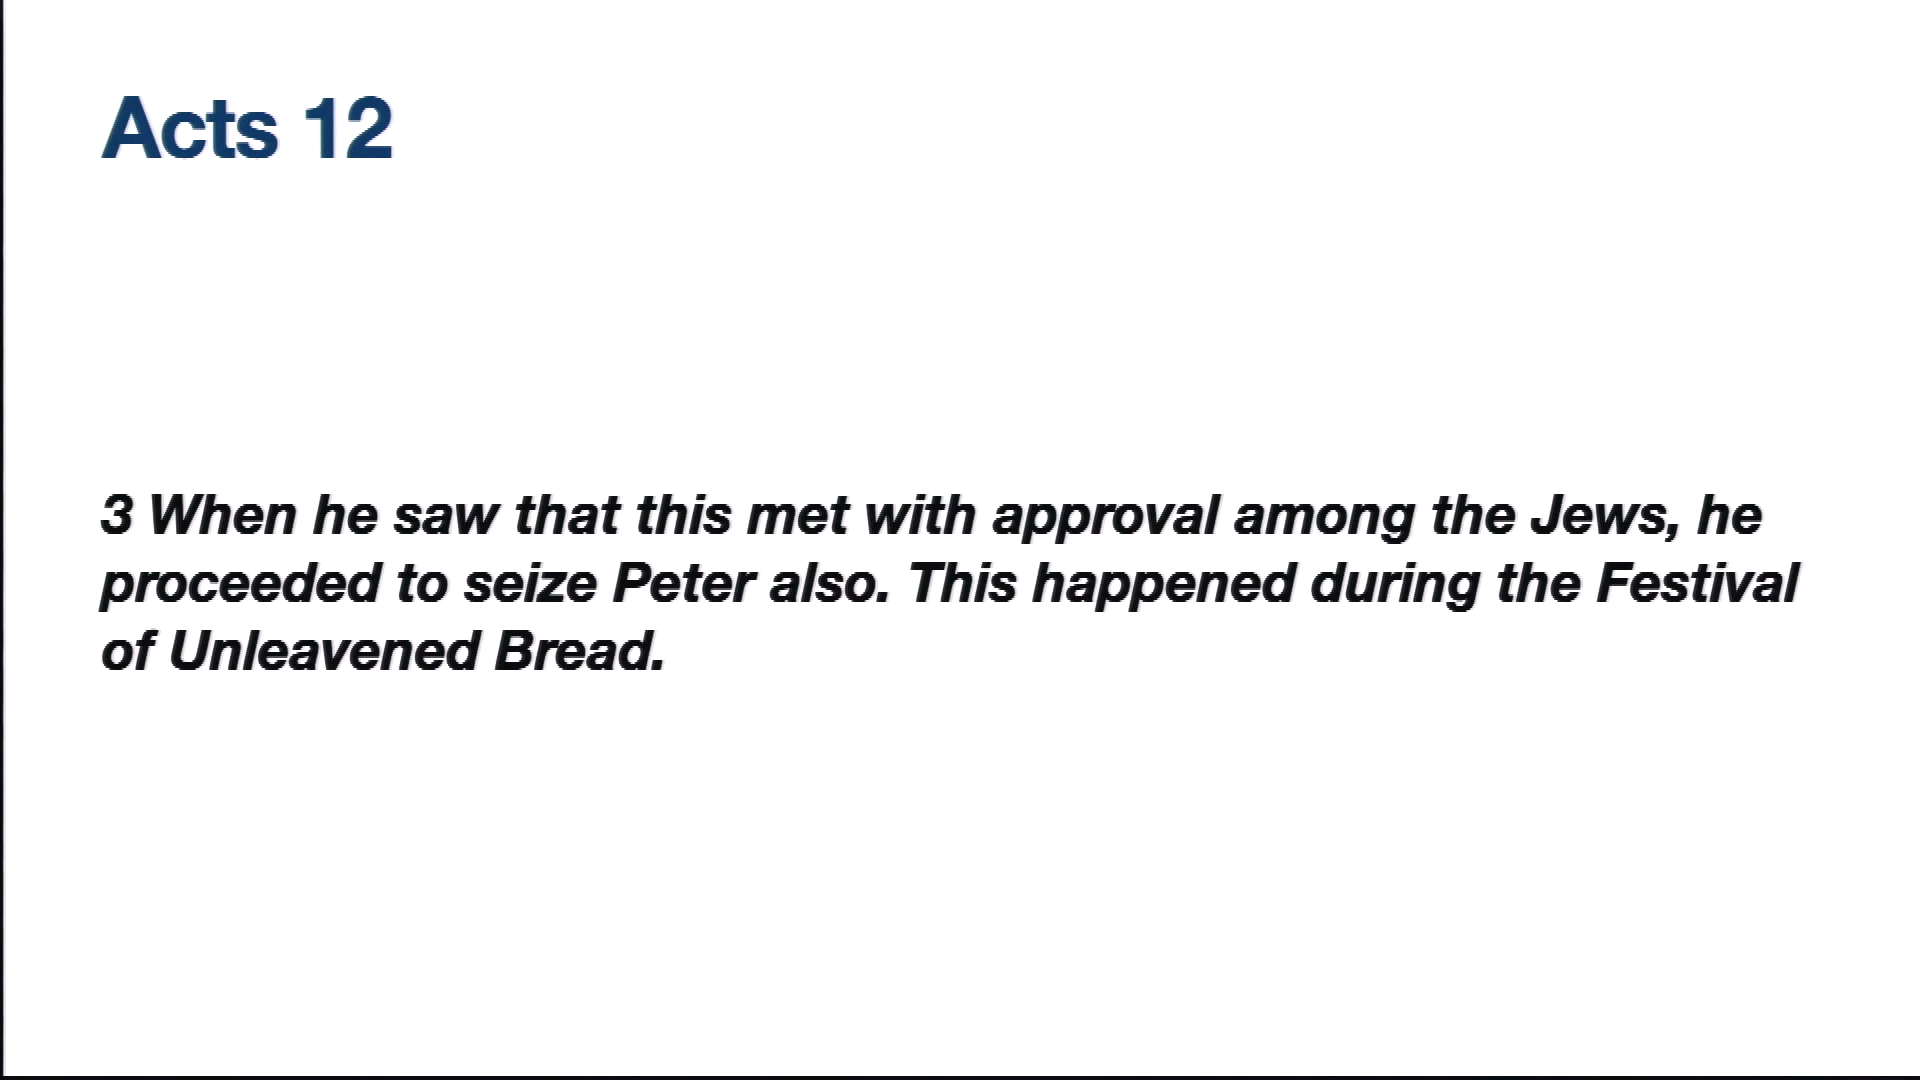 Acts 12
3 When he saw that this met with approval among the Jews, he
proceeded to seize Peter also. This happened during the Festival
of Unleavened Bread.